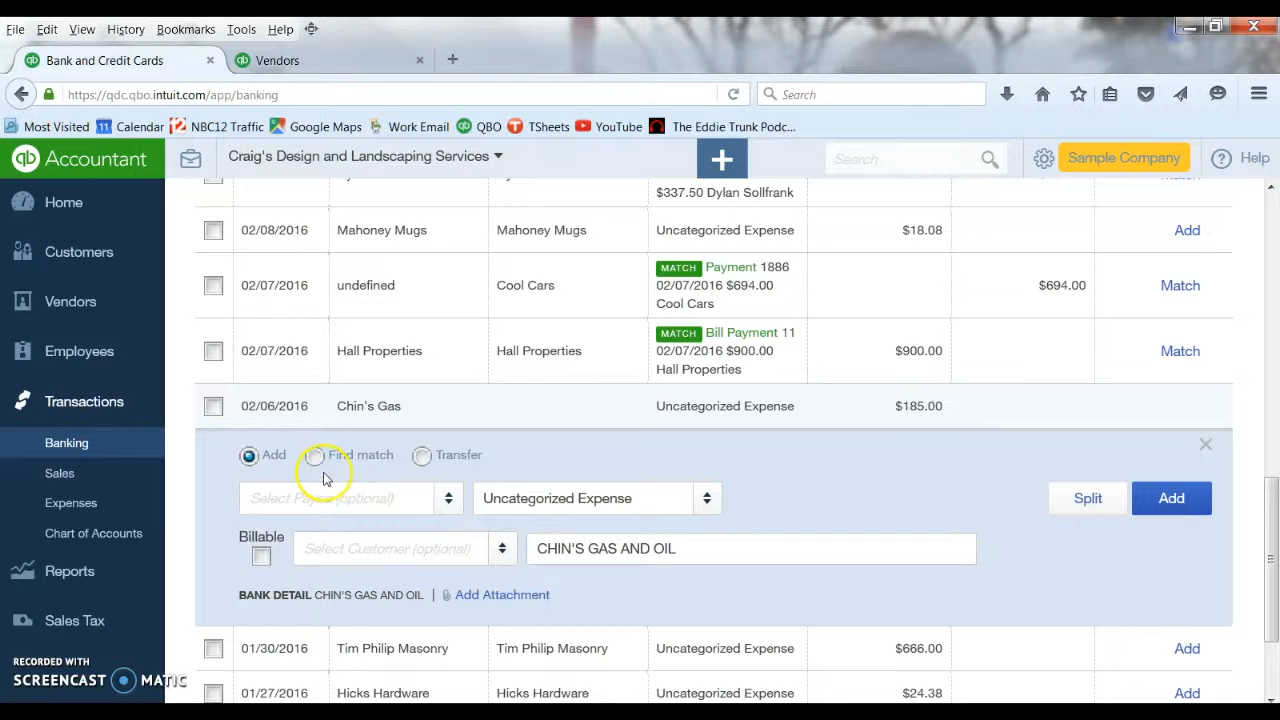 File Edit View History Bookmarks Tools Help
Bank and Credit Cards × Vendors × +
https://qdc.qbo.intuit.com/app/banking
Search
Most Visited Calendar NBC12 Traffic Google Maps Work Email QBO TSheets YouTube The Eddie Trunk Podc...
qb Accountant
Craig's Design and Landscaping Services
+
Search
Sample Company
? Help
Home
Customers
Vendors
Employees
Transactions
Banking
Sales
Expenses
Chart of Accounts
Reports
Sales Tax
RECORDED WITH
SCREENCAST MATIC
$337.50 Dylan Sollfrank
02/08/2016 Mahoney Mugs Mahoney Mugs Uncategorized Expense $18.08 Add
02/07/2016 undefined Cool Cars MATCH Payment 1886 $694.00 Match
02/07/2016 $694.00
Cool Cars
02/07/2016 Hall Properties Hall Properties MATCH Bill Payment 11 $900.00 Match
02/07/2016 $900.00
Hall Properties
02/06/2016 Chin's Gas Uncategorized Expense $185.00
Add Find match Transfer
Select Payee (optional) Uncategorized Expense Split Add
Billable Select Customer (optional) CHIN'S GAS AND OIL
BANK DETAIL CHIN'S GAS AND OIL | Add Attachment
01/30/2016 Tim Philip Masonry Tim Philip Masonry Uncategorized Expense $666.00 Add
01/27/2016 Hicks Hardware Hicks Hardware Uncategorized Expense $24.38 Add